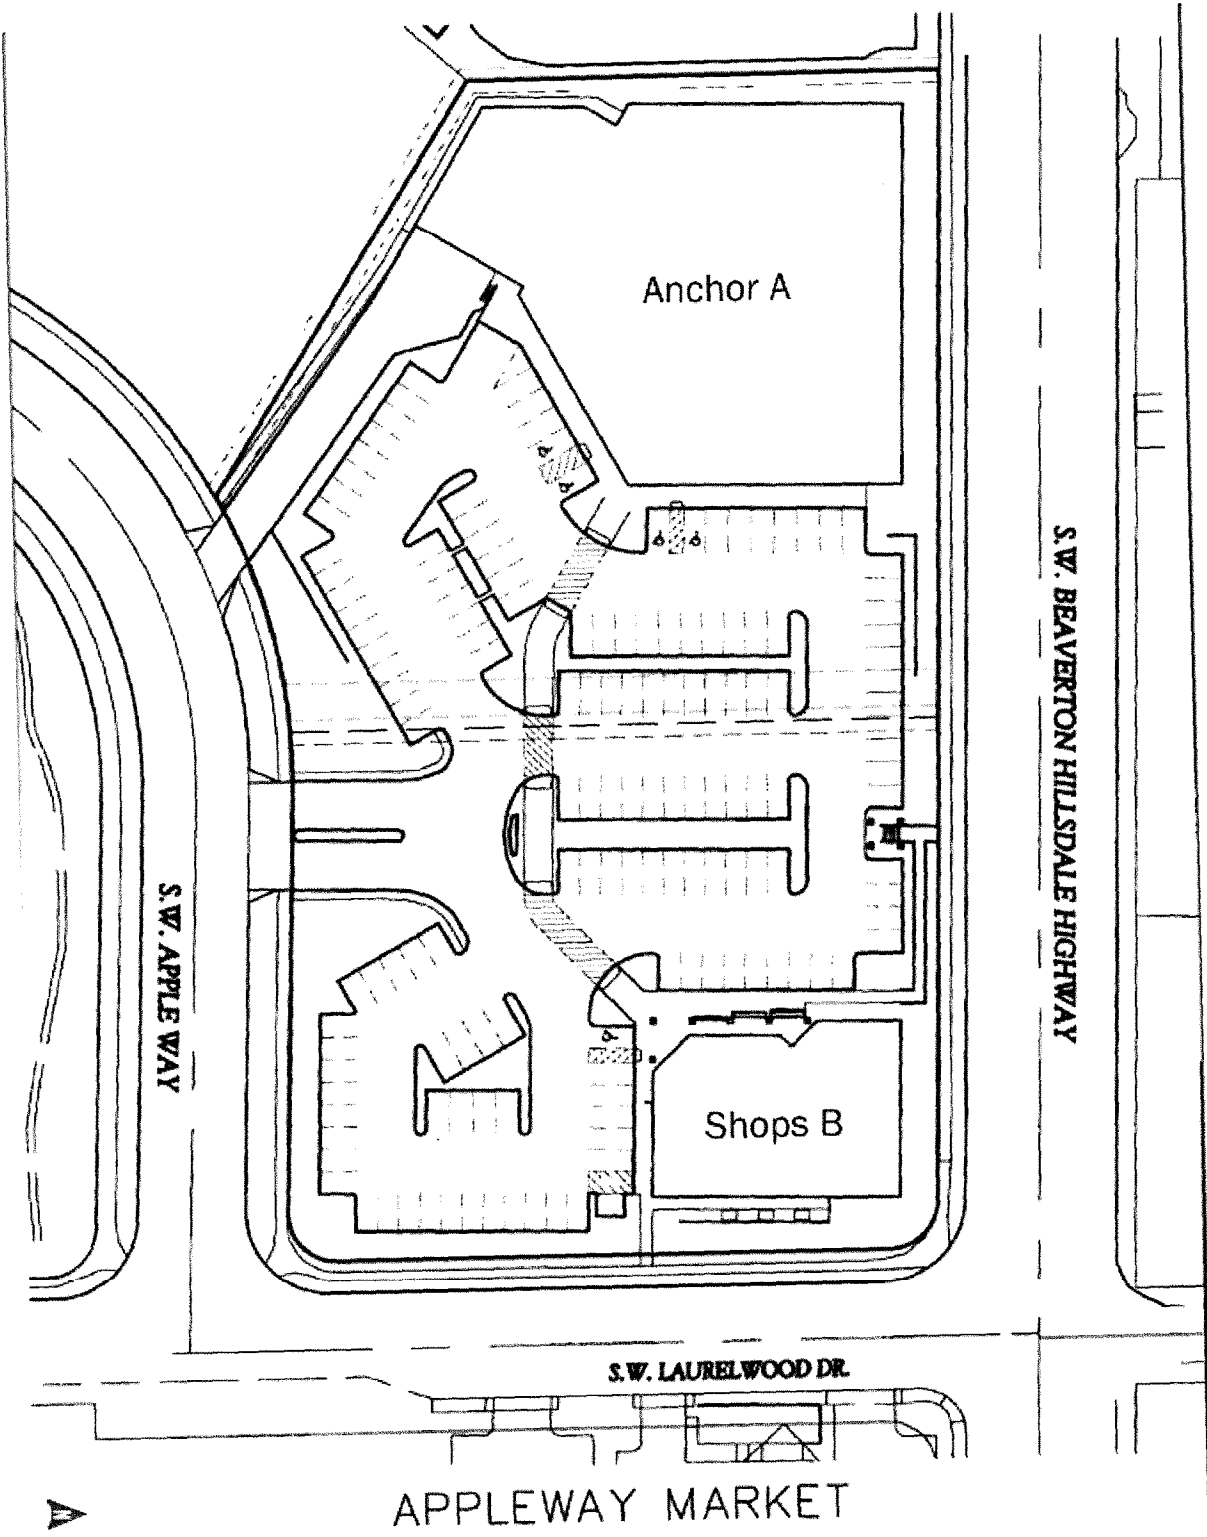 Anchor A
S.W. BEAVERTON HILLSDALE HIGHWAY
S.W. APPLE WAY
Shops B
S.W. LAURELWOOD DR.
APPLEWAY MARKET